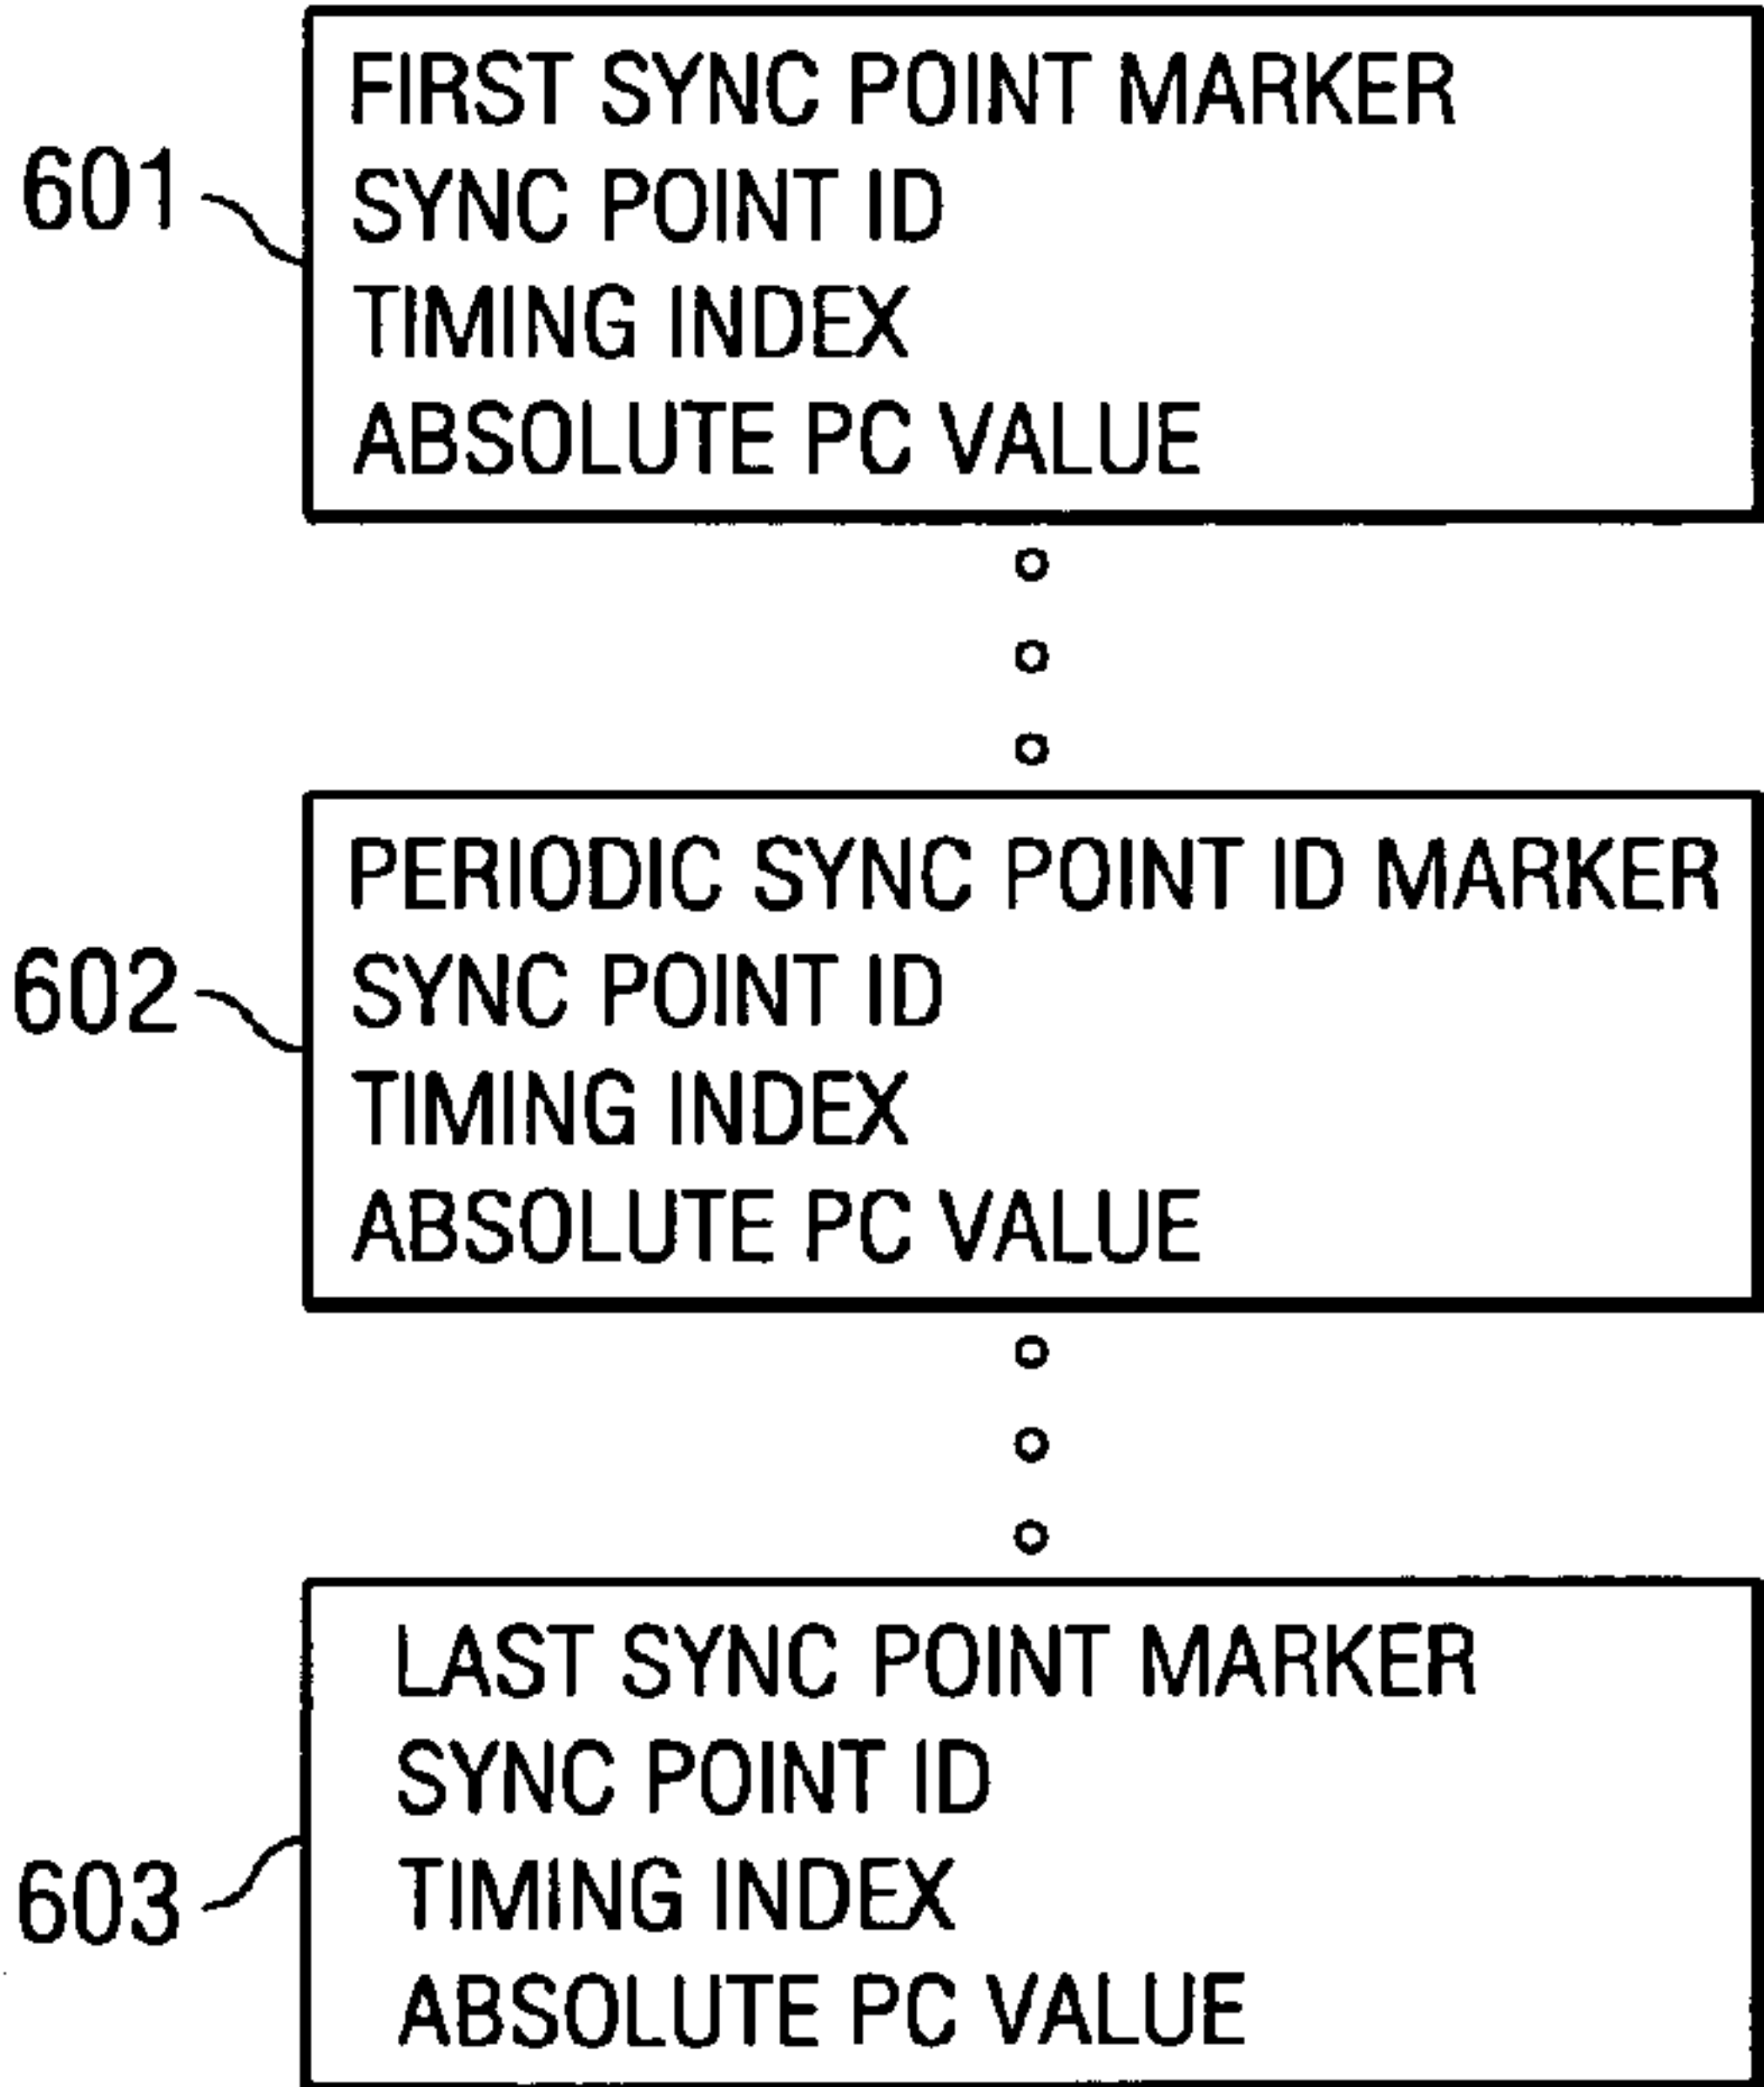 FIRST SYNC POINT MARKER
601
SYNC POINT ID
TIMING INDEX
ABSOLUTE PC VALUE
PERIODIC SYNC POINT ID MARKER
602
SYNC POINT ID
TIMING INDEX
ABSOLUTE PC VALUE
LAST SYNC POINT MARKER
SYNC POINT ID
603
TIMING INDEX
ABSOLUTE PC VALUE